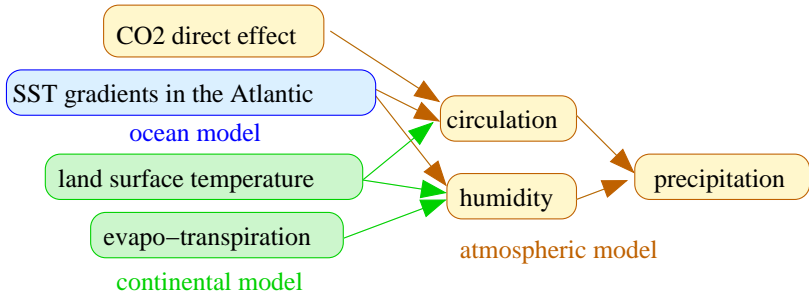 CO2 direct effect
SST gradients in the Atlantic
ocean model
circulation
land surface temperature
precipitation
humidity
evapo−transpiration
atmospheric model
continental model